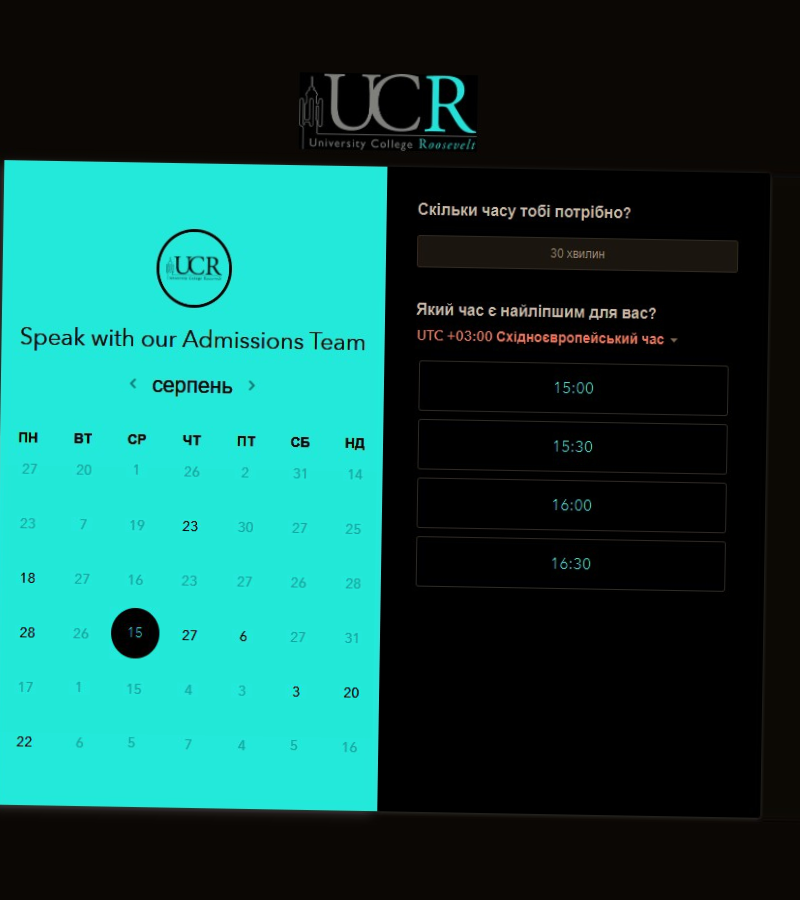 UCR
University College Roosevelt
UCR
Speak with our Admissions Team
серпень
ПН ВТ СР ЧТ ПТ СБ НД
27 20 1 26 2 31 14
23 7 19 23 30 27 25
18 27 16 23 27 26 28
28 26 15 27 6 27 31
17 1 15 4 3 3 20
22 6 5 7 4 5 16
Скільки часу тобі потрібно?
30 хвилин
Який час є найліпшим для вас?
UTC +03:00 Східноєвропейський час
15:00
15:30
16:00
16:30